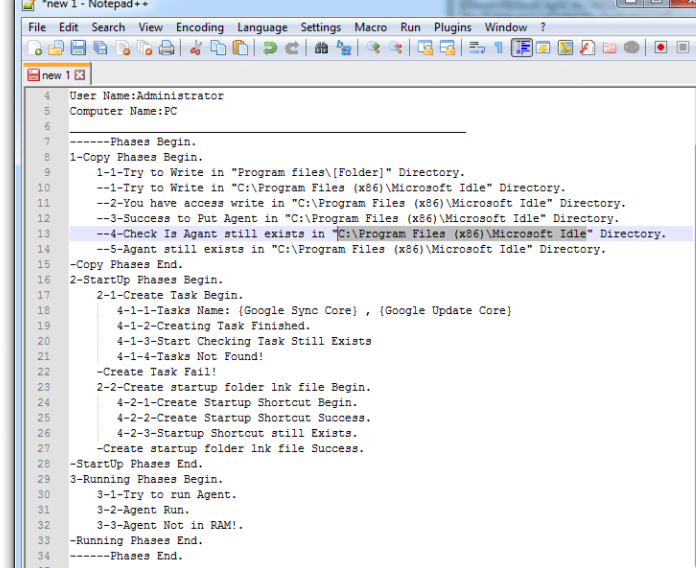 *new 1 - Notepad++
File Edit Search View Encoding Language Settings Macro Run Plugins Window ?
new 1
4 User Name:Administrator
5 Computer Name:PC
6 ____________________________________________________________
7 ------Phases Begin.
8 1-Copy Phases Begin.
9 1-1-Try to Write in "Program files\[Folder]" Directory.
10 --1-Try to Write in "C:\Program Files (x86)\Microsoft Idle" Directory.
11 --2-You have access write in "C:\Program Files (x86)\Microsoft Idle" Directory.
12 --3-Success to Put Agent in "C:\Program Files (x86)\Microsoft Idle" Directory.
13 --4-Check Is Agant still exists in "C:\Program Files (x86)\Microsoft Idle" Directory.
14 --5-Agant still exists in "C:\Program Files (x86)\Microsoft Idle" Directory.
15 -Copy Phases End.
16 2-StartUp Phases Begin.
17 2-1-Create Task Begin.
18 4-1-1-Tasks Name: {Google Sync Core} , {Google Update Core}
19 4-1-2-Creating Task Finished.
20 4-1-3-Start Checking Task Still Exists
21 4-1-4-Tasks Not Found!
22 -Create Task Fail!
23 2-2-Create startup folder lnk file Begin.
24 4-2-1-Create Startup Shortcut Begin.
25 4-2-2-Create Startup Shortcut Success.
26 4-2-3-Startup Shortcut still Exists.
27 -Create startup folder lnk file Success.
28 -StartUp Phases End.
29 3-Running Phases Begin.
30 3-1-Try to run Agent.
31 3-2-Agent Run.
32 3-3-Agent Not in RAM!.
33 -Running Phases End.
34 ------Phases End.